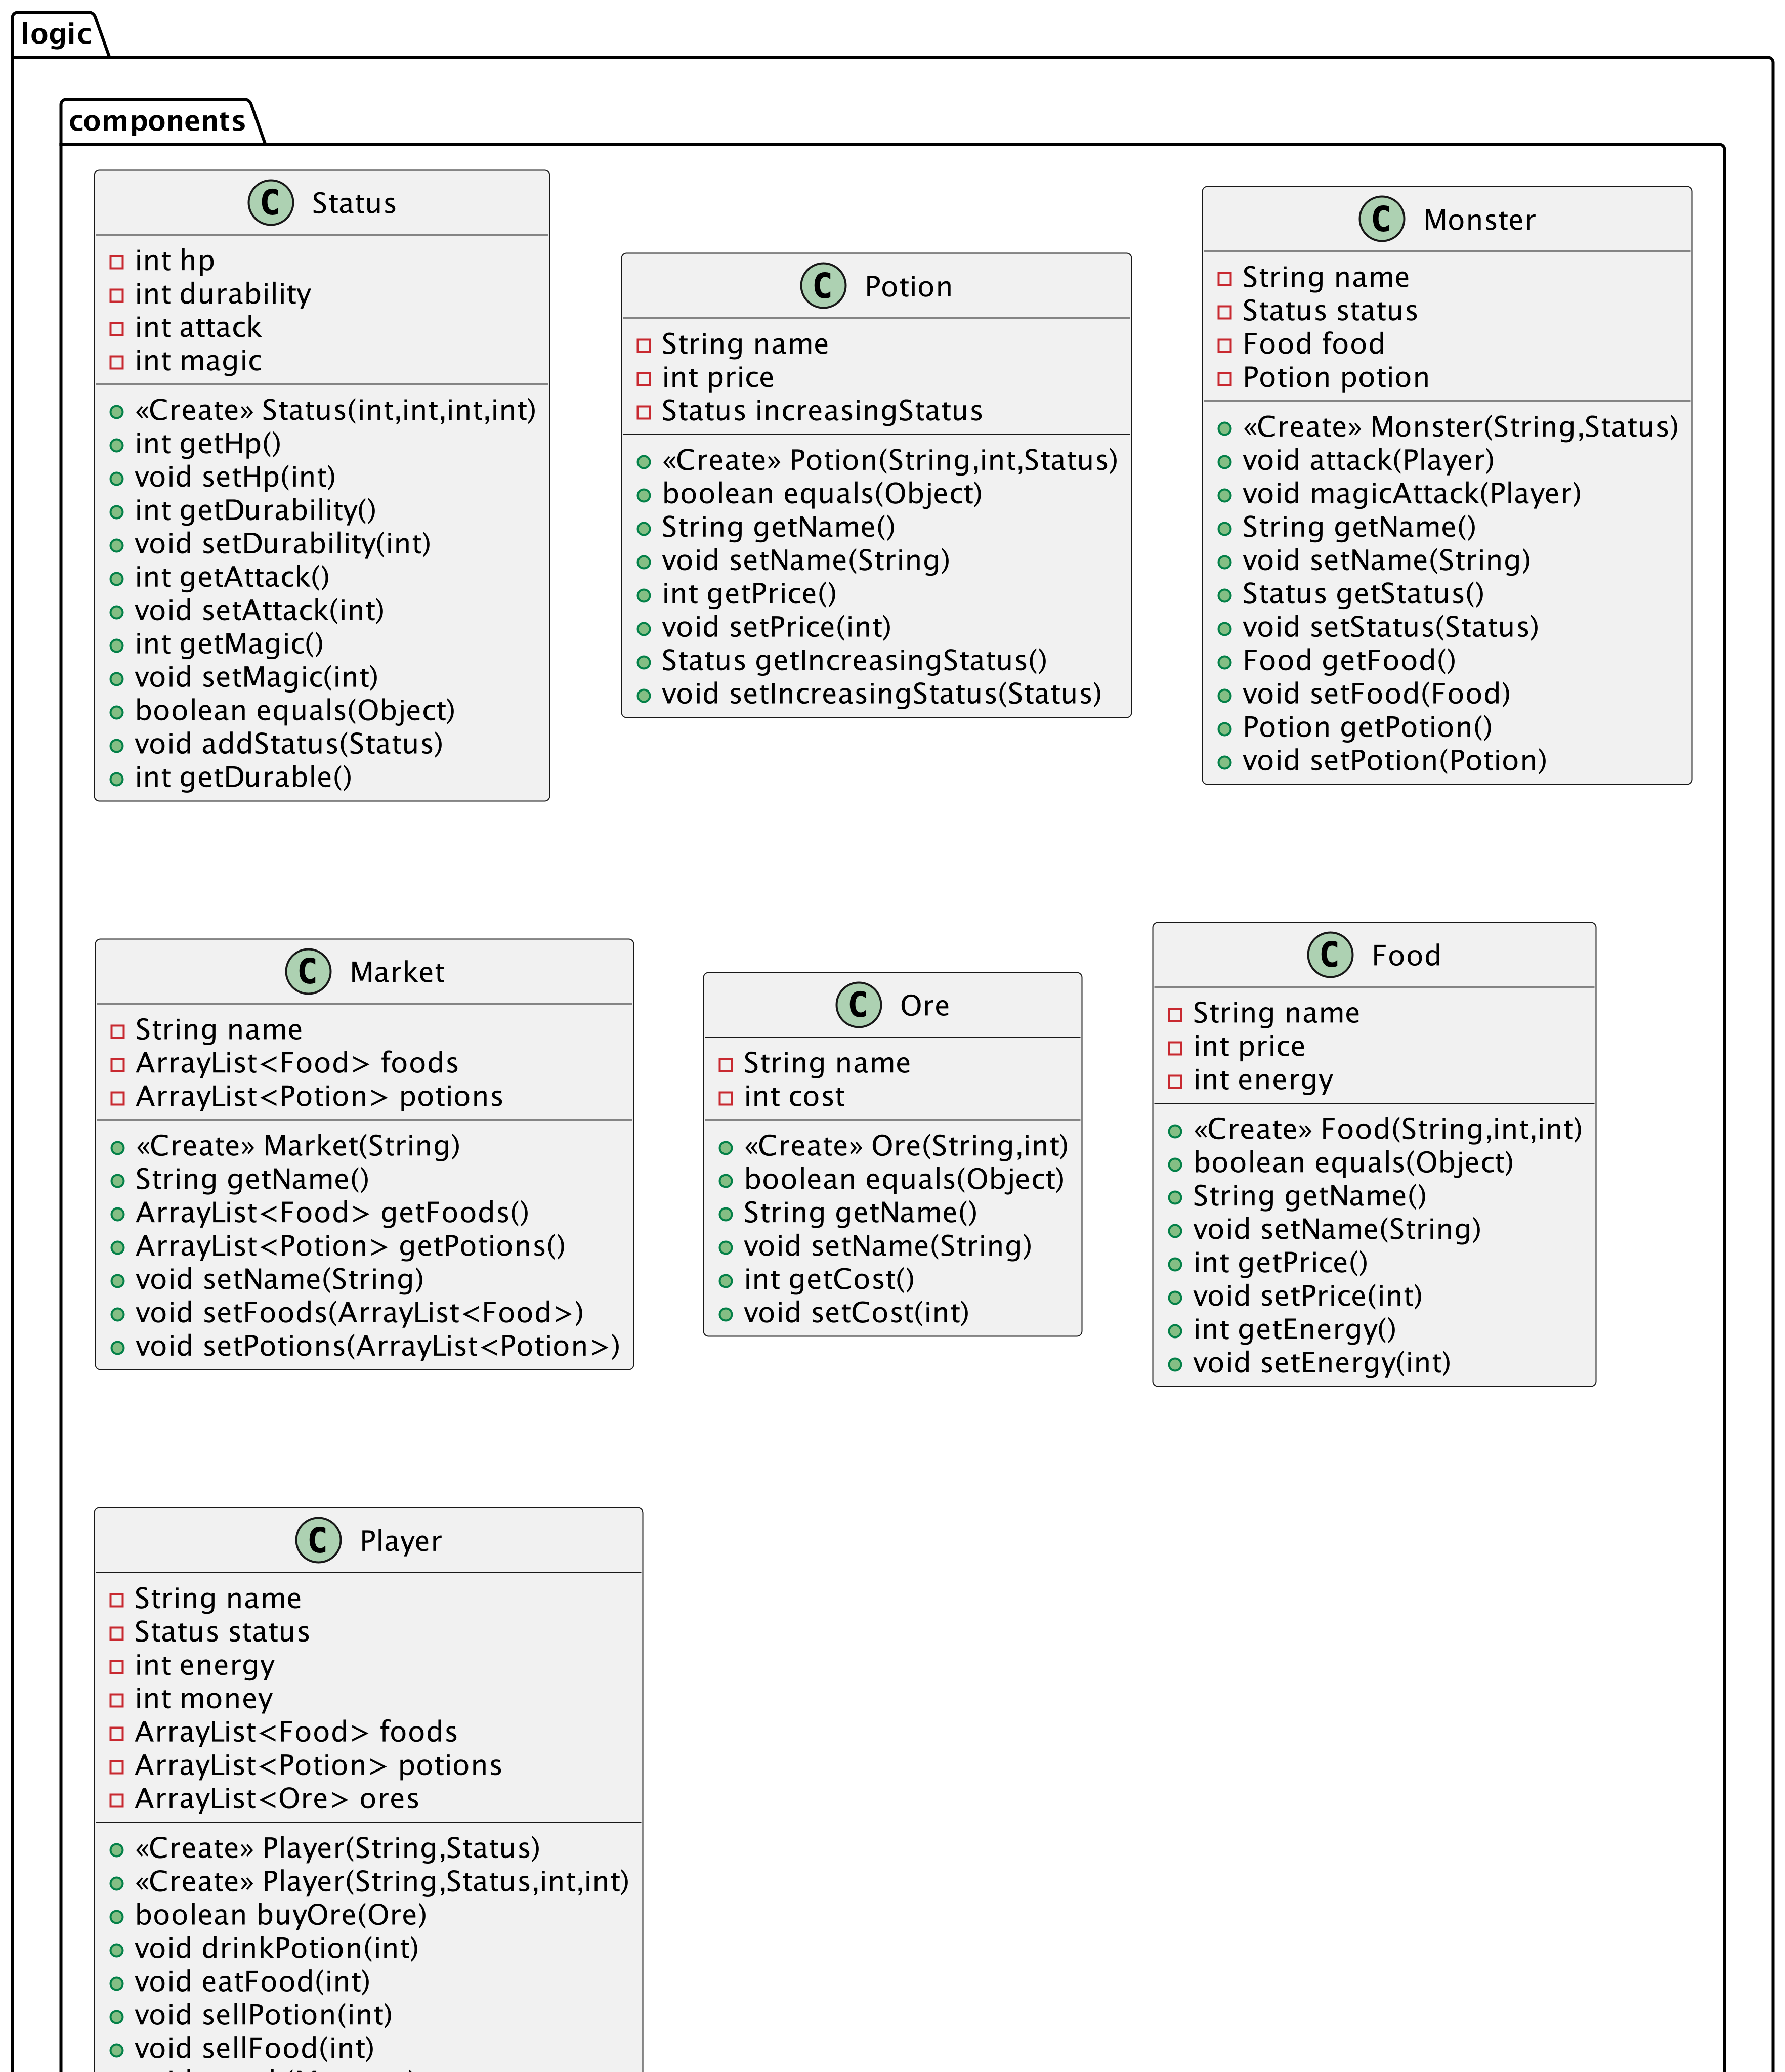 logic
components
C Status
int hp
int durability
int attack
int magic
«Create» Status(int,int,int,int)
int getHp()
void setHp(int)
int getDurability()
void setDurability(int)
int getAttack()
void setAttack(int)
int getMagic()
void setMagic(int)
boolean equals(Object)
void addStatus(Status)
int getDurable()
C Potion
String name
int price
Status increasingStatus
«Create» Potion(String,int,Status)
boolean equals(Object)
String getName()
void setName(String)
int getPrice()
void setPrice(int)
Status getIncreasingStatus()
void setIncreasingStatus(Status)
C Monster
String name
Status status
Food food
Potion potion
«Create» Monster(String,Status)
void attack(Player)
void magicAttack(Player)
String getName()
void setName(String)
Status getStatus()
void setStatus(Status)
Food getFood()
void setFood(Food)
Potion getPotion()
void setPotion(Potion)
C Market
String name
ArrayList<Food> foods
ArrayList<Potion> potions
«Create» Market(String)
String getName()
ArrayList<Food> getFoods()
ArrayList<Potion> getPotions()
void setName(String)
void setFoods(ArrayList<Food>)
void setPotions(ArrayList<Potion>)
C Ore
String name
int cost
«Create» Ore(String,int)
boolean equals(Object)
String getName()
void setName(String)
int getCost()
void setCost(int)
C Food
String name
int price
int energy
«Create» Food(String,int,int)
boolean equals(Object)
String getName()
void setName(String)
int getPrice()
void setPrice(int)
int getEnergy()
void setEnergy(int)
C Player
String name
Status status
int energy
int money
ArrayList<Food> foods
ArrayList<Potion> potions
ArrayList<Ore> ores
«Create» Player(String,Status)
«Create» Player(String,Status,int,int)
boolean buyOre(Ore)
void drinkPotion(int)
void eatFood(int)
void sellPotion(int)
void sellFood(int)